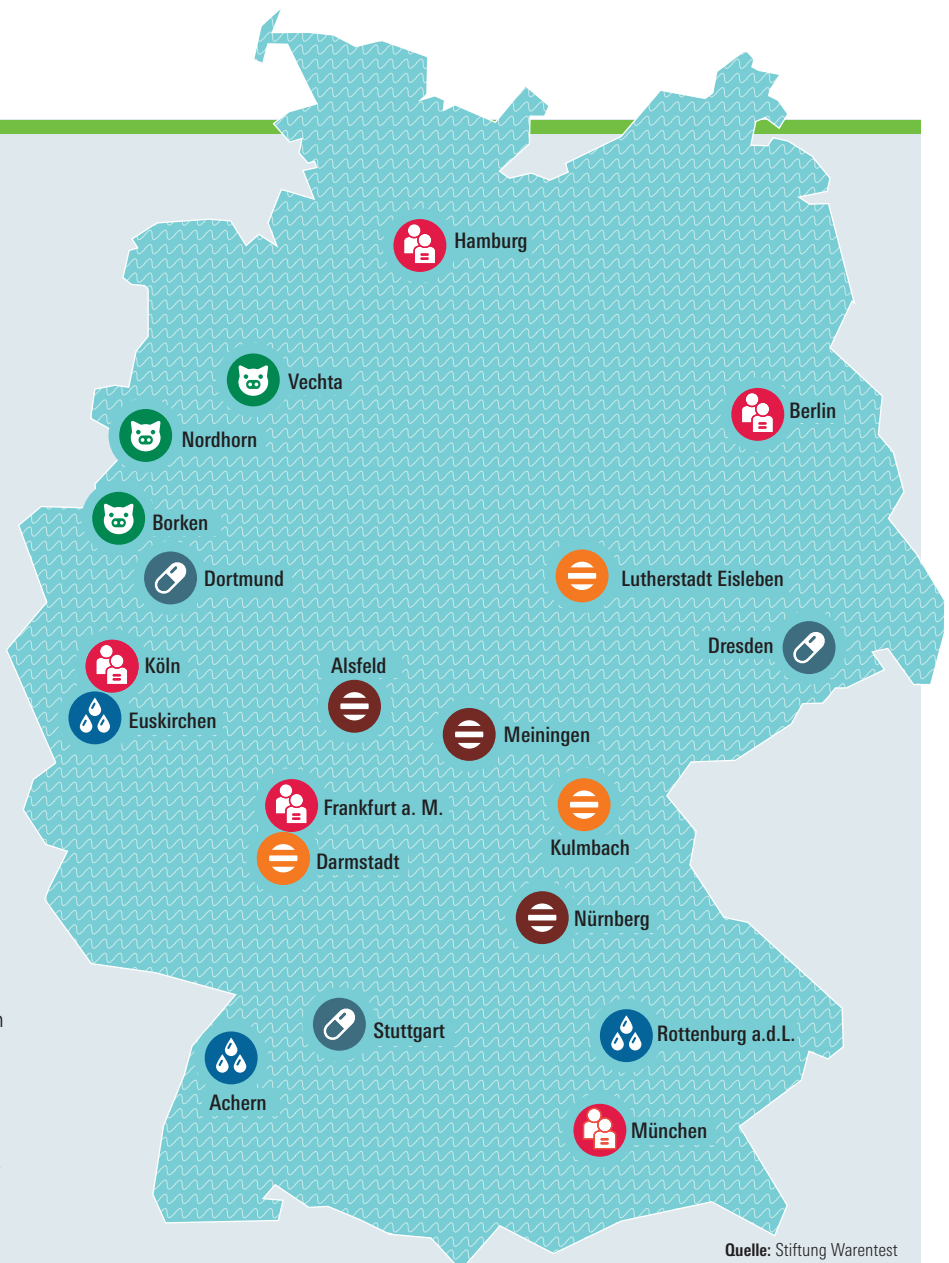 Hamburg
Vechta
Berlin
Nordhorn
Borken
Dortmund
Lutherstadt Eisleben
Dresden
Köln
Alsfeld
Euskirchen
Meiningen
Frankfurt a. M.
Kulmbach
Darmstadt
Nürnberg
Stuttgart
Rottenburg a.d.L.
Achern
München
Quelle: Stiftung Warentest